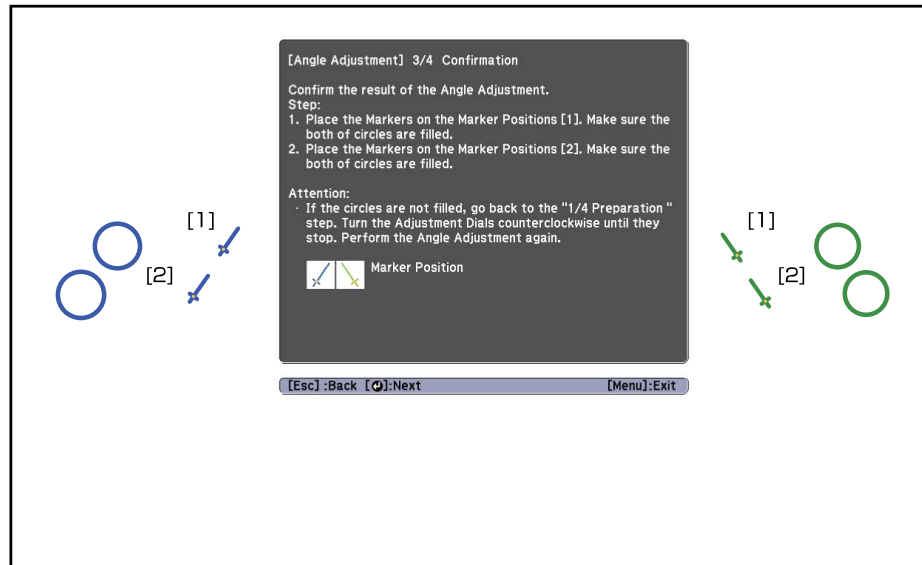 [Angle Adjustment] 3/4 Confirmation
Confirm the result of the Angle Adjustment.
Step:
1. Place the Markers on the Marker Positions [1]. Make sure the
both of circles are filled.
2. Place the Markers on the Marker Positions [2]. Make sure the
both of circles are filled.
Attention:
· If the circles are not filled, go back to the "1/4 Preparation "
step. Turn the Adjustment Dials counterclockwise until they
stop. Perform the Angle Adjustment again.
Marker Position
[1]
[2]
[1]
[2]
[Esc] :Back [⏎]:Next [Menu]:Exit